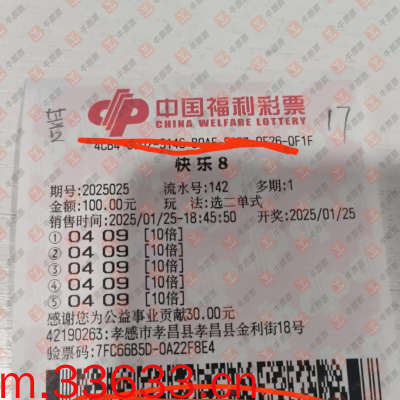 中国福利彩票
CHINA WELFARE LOTTERY
17
快乐8
期号:2025025 流水号:142 多期:1
金额:100.00元 玩 法:选二单式
销售时间:2025/01/25-18:45:50 开奖:2025/01/25
① 04 09 [10倍]
② 04 09 [10倍]
③ 04 09 [10倍]
④ 04 09 [10倍]
⑤ 04 09 [10倍]
感谢您为公益事业贡献30.00元
42190263:孝感市孝昌县孝昌县金利街18号
验票码:7FC66B5D-0A22F8E4
m.33633.cn